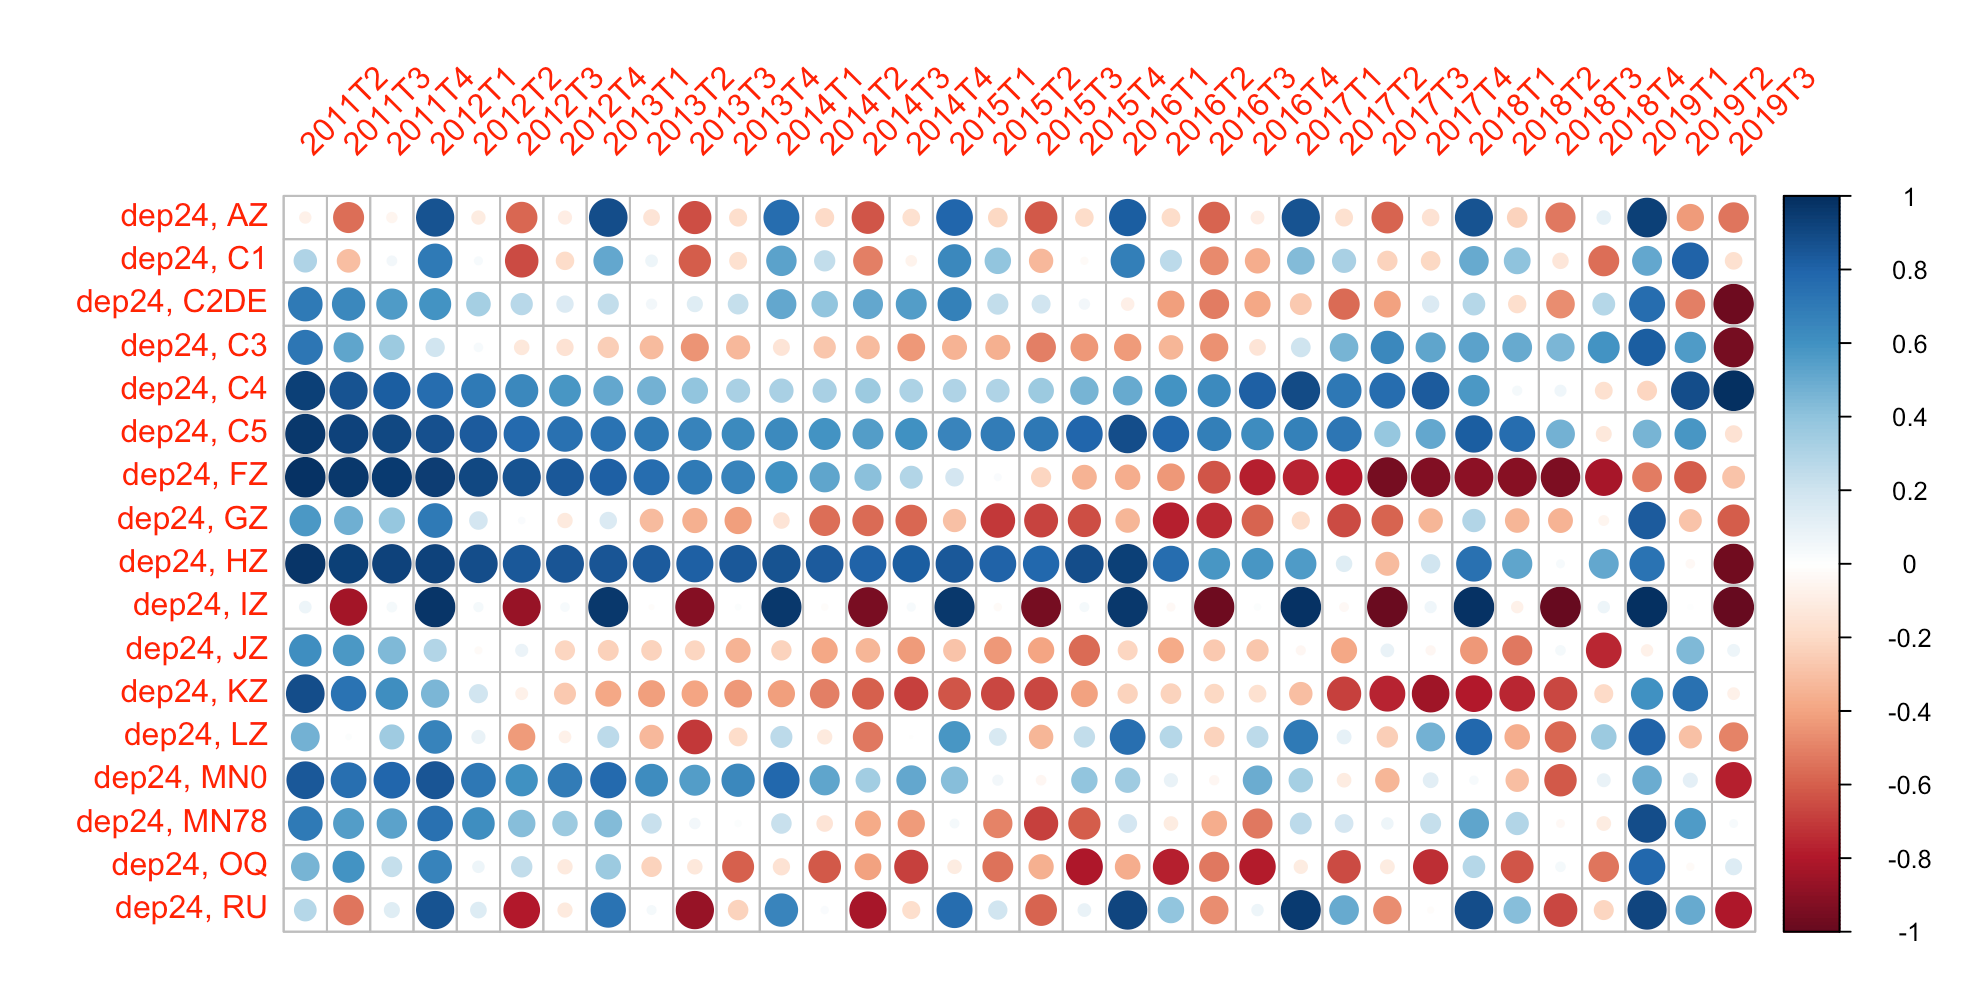 2011T2
2011T3
2011T4
2012T1
2012T2
2012T3
2012T4
2013T1
2013T2
2013T3
2013T4
2014T1
2014T2
2014T3
2014T4
2015T1
2015T2
2015T3
2015T4
2016T1
2016T2
2016T3
2016T4
2017T1
2017T2
2017T3
2017T4
2018T1
2018T2
2018T3
2018T4
2019T1
2019T2
2019T3
dep24, AZ
dep24, C1
dep24, C2DE
dep24, C3
dep24, C4
dep24, C5
dep24, FZ
dep24, GZ
dep24, HZ
dep24, IZ
dep24, JZ
dep24, KZ
dep24, LZ
dep24, MN0
dep24, MN78
dep24, OQ
dep24, RU
1
0.8
0.6
0.4
0.2
0
-0.2
-0.4
-0.6
-0.8
-1